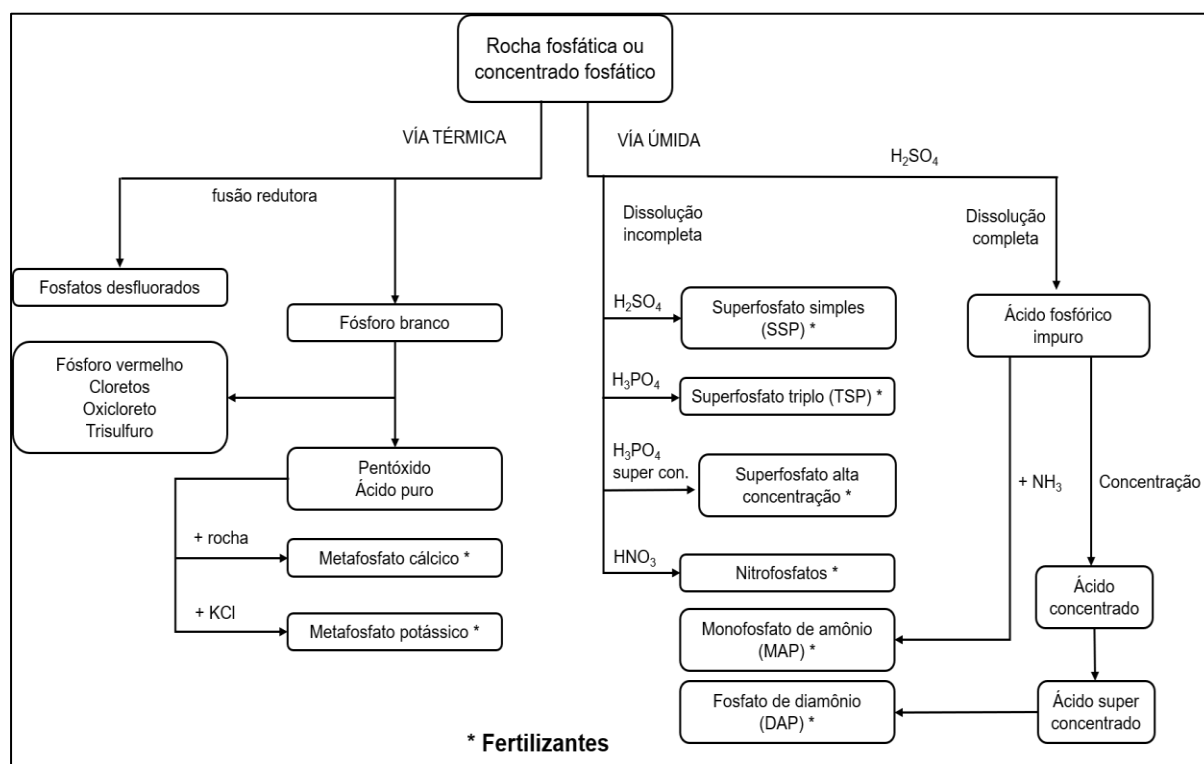 Rocha fosfática ou
concentrado fosfático
VÍA TÉRMICA
VÍA ÚMIDA
H₂SO₄
fusão redutora
Dissolução
incompleta
Dissolução
completa
Fosfatos desfluorados
Fósforo branco
H₂SO₄
Superfosfato simples
(SSP) *
Ácido fosfórico
impuro
Fósforo vermelho
Cloretos
Oxicloreto
Trisulfuro
H₃PO₄
Superfosfato triplo (TSP) *
Pentóxido
Ácido puro
H₃PO₄
super con.
Superfosfato alta
concentração *
+ NH₃
Concentração
+ rocha
Metafosfato cálcico *
HNO₃
Nitrofosfatos *
Ácido
concentrado
+ KCl
Metafosfato potássico *
Monofosfato de amônio
(MAP) *
Fosfato de diamônio
(DAP) *
Ácido super
concentrado
* Fertilizantes